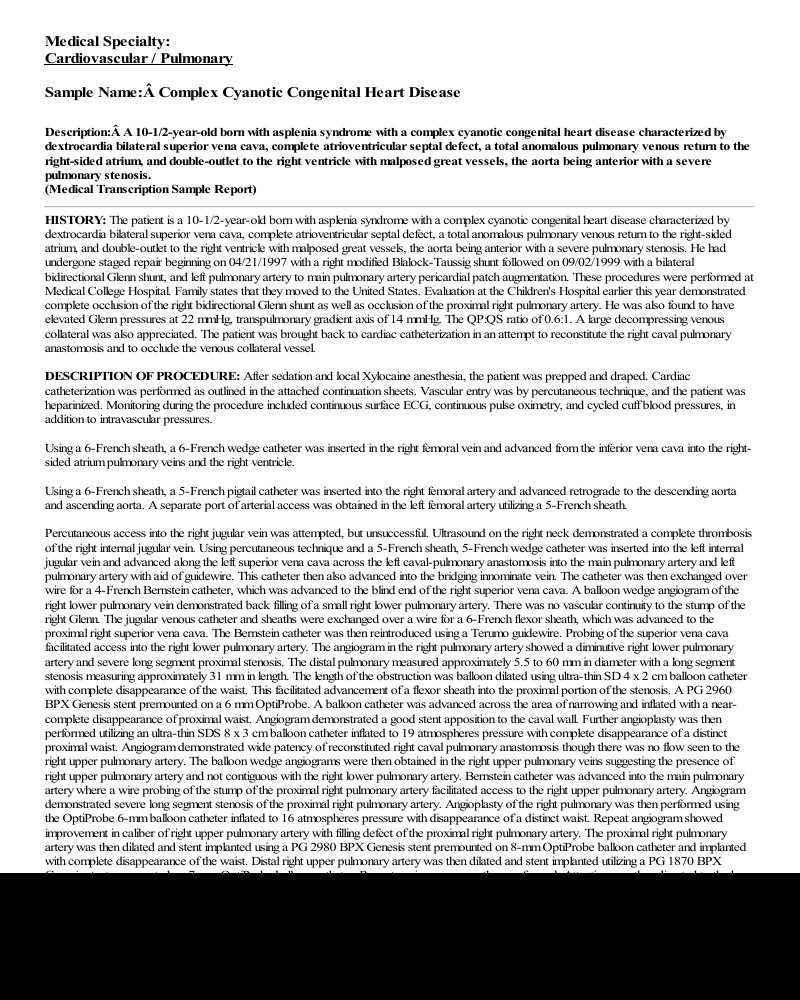 Medical Specialty:
Cardiovascular / Pulmonary
Sample Name:Â Complex Cyanotic Congenital Heart Disease
Description:Â A 10-1/2-year-old born with asplenia syndrome with a complex cyanotic congenital heart disease characterized by
dextrocardia bilateral superior vena cava, complete atrioventricular septal defect, a total anomalous pulmonary venous return to the
right-sided atrium, and double-outlet to the right ventricle with malposed great vessels, the aorta being anterior with a severe
pulmonary stenosis.
(Medical Transcription Sample Report)
HISTORY: The patient is a 10-1/2-year-old born with asplenia syndrome with a complex cyanotic congenital heart disease characterized by
dextrocardia bilateral superior vena cava, complete atrioventricular septal defect, a total anomalous pulmonary venous return to the right-sided
atrium, and double-outlet to the right ventricle with malposed great vessels, the aorta being anterior with a severe pulmonary stenosis. He had
undergone staged repair beginning on 04/21/1997 with a right modified Blalock-Taussig shunt followed on 09/02/1999 with a bilateral
bidirectional Glenn shunt, and left pulmonary artery to main pulmonary artery pericardial patch augmentation. These procedures were performed at
Medical College Hospital. Family states that they moved to the United States. Evaluation at the Children's Hospital earlier this year demonstrated
complete occlusion of the right bidirectional Glenn shunt as well as occlusion of the proximal right pulmonary artery. He was also found to have
elevated Glenn pressures at 22 mmHg, transpulmonary gradient axis of 14 mmHg. The QP:QS ratio of 0.6:1. A large decompressing venous
collateral was also appreciated. The patient was brought back to cardiac catheterization in an attempt to reconstitute the right caval pulmonary
anastomosis and to occlude the venous collateral vessel.
DESCRIPTION OF PROCEDURE: After sedation and local Xylocaine anesthesia, the patient was prepped and draped. Cardiac
catheterization was performed as outlined in the attached continuation sheets. Vascular entry was by percutaneous technique, and the patient was
heparinized. Monitoring during the procedure included continuous surface ECG, continuous pulse oximetry, and cycled cuff blood pressures, in
addition to intravascular pressures.
Using a 6-French sheath, a 6-French wedge catheter was inserted in the right femoral vein and advanced from the inferior vena cava into the right-
sided atrium pulmonary veins and the right ventricle.
Using a 6-French sheath, a 5-French pigtail catheter was inserted into the right femoral artery and advanced retrograde to the descending aorta
and ascending aorta. A separate port of arterial access was obtained in the left femoral artery utilizing a 5-French sheath.
Percutaneous access into the right jugular vein was attempted, but unsuccessful. Ultrasound on the right neck demonstrated a complete thrombosis
of the right internal jugular vein. Using percutaneous technique and a 5-French sheath, 5-French wedge catheter was inserted into the left internal
jugular vein and advanced along the left superior vena cava across the left caval-pulmonary anastomosis into the main pulmonary artery and left
pulmonary artery with aid of guidewire. This catheter then also advanced into the bridging innominate vein. The catheter was then exchanged over
wire for a 4-French Bernstein catheter, which was advanced to the blind end of the right superior vena cava. A balloon wedge angiogram of the
right lower pulmonary vein demonstrated back filling of a small right lower pulmonary artery. There was no vascular continuity to the stump of the
right Glenn. The jugular venous catheter and sheaths were exchanged over a wire for a 6-French flexor sheath, which was advanced to the
proximal right superior vena cava. The Bernstein catheter was then reintroduced using a Terumo guidewire. Probing of the superior vena cava
facilitated access into the right lower pulmonary artery. The angiogram in the right pulmonary artery showed a diminutive right lower pulmonary
artery and severe long segment proximal stenosis. The distal pulmonary measured approximately 5.5 to 60 mm in diameter with a long segment
stenosis measuring approximately 31 mm in length. The length of the obstruction was balloon dilated using ultra-thin SD 4 x 2 cm balloon catheter
with complete disappearance of the waist. This facilitated advancement of a flexor sheath into the proximal portion of the stenosis. A PG 2960
BPX Genesis stent premounted on a 6 mm OptiProbe. A balloon catheter was advanced across the area of narrowing and inflated with a near-
complete disappearance of proximal waist. Angiogram demonstrated a good stent apposition to the caval wall. Further angioplasty was then
performed utilizing an ultra-thin SDS 8 x 3 cm balloon catheter inflated to 19 atmospheres pressure with complete disappearance of a distinct
proximal waist. Angiogram demonstrated wide patency of reconstituted right caval pulmonary anastomosis though there was no flow seen to the
right upper pulmonary artery. The balloon wedge angiograms were then obtained in the right upper pulmonary veins suggesting the presence of
right upper pulmonary artery and not contiguous with the right lower pulmonary artery. Bernstein catheter was advanced into the main pulmonary
artery where a wire probing of the stump of the proximal right pulmonary artery facilitated access to the right upper pulmonary artery. Angiogram
demonstrated severe long segment stenosis of the proximal right pulmonary artery. Angioplasty of the right pulmonary was then performed using
the OptiProbe 6-mm balloon catheter inflated to 16 atmospheres pressure with disappearance of a distinct waist. Repeat angiogram showed
improvement in caliber of right upper pulmonary artery with filling defect of the proximal right pulmonary artery. The proximal right pulmonary
artery was then dilated and stent implanted using a PG 2980 BPX Genesis stent premounted on 8-mm OptiProbe balloon catheter and implanted
with complete disappearance of the waist. Distal right upper pulmonary artery was then dilated and stent implanted utilizing a PG 1870 BPX